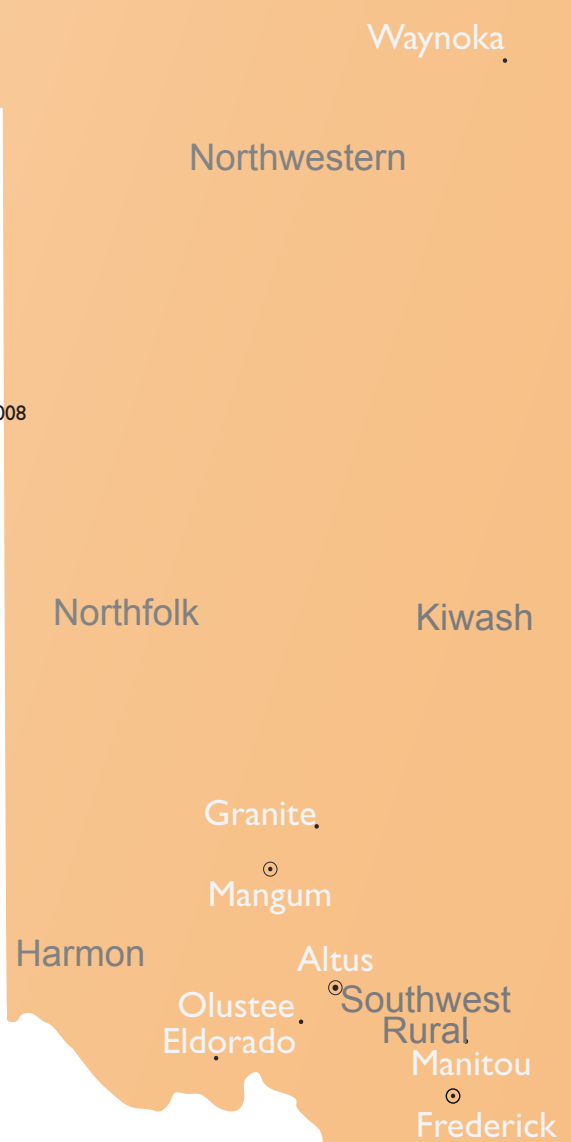 Waynoka
Northwestern
008
Northfolk
Kiwash
Granite
Mangum
Harmon
Altus
Southwest
Rural
Olustee
Eldorado
Manitou
Frederick